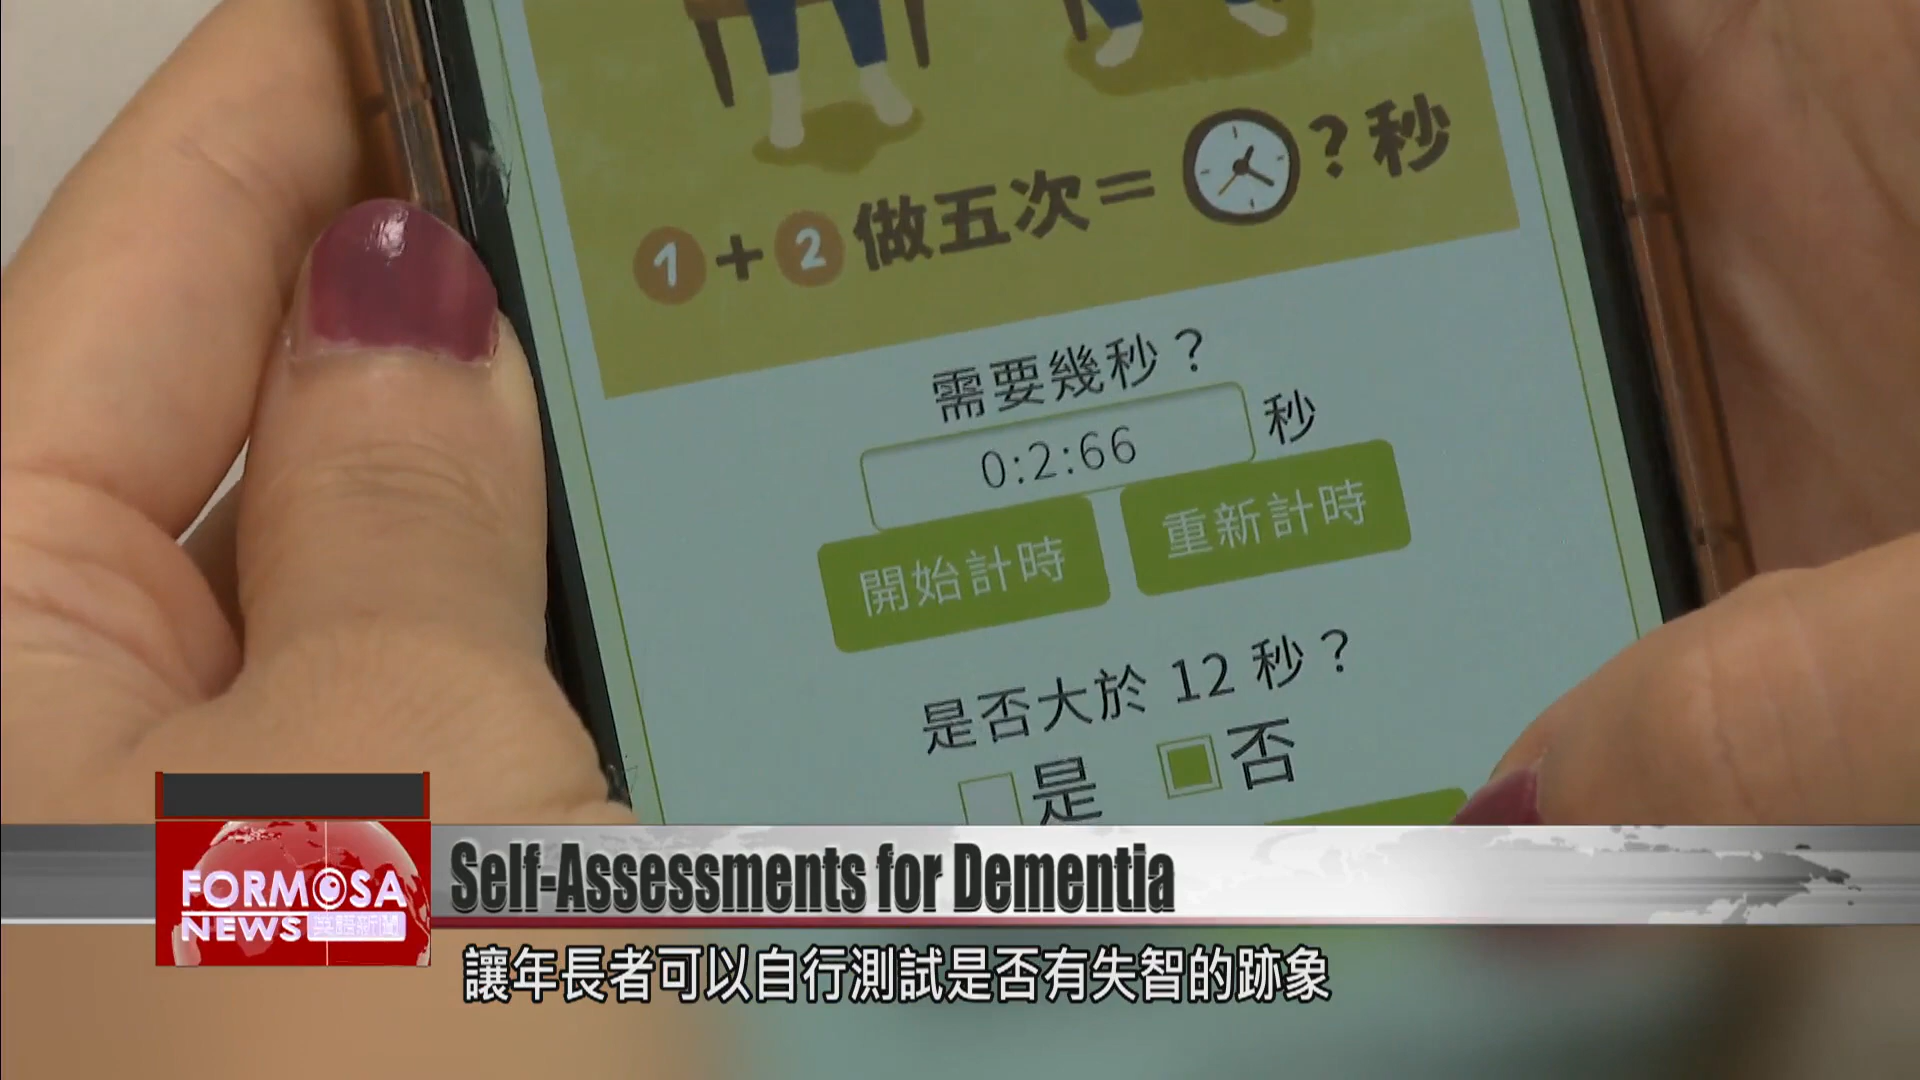 1+2做五次=?秒
需要幾秒？
0:2:66 秒
開始計時 重新計時
是否大於 12 秒？
是 否
Self-Assessments for Dementia
FORMOSA
NEWS 英語新聞
讓年長者可以自行測試是否有失智的跡象